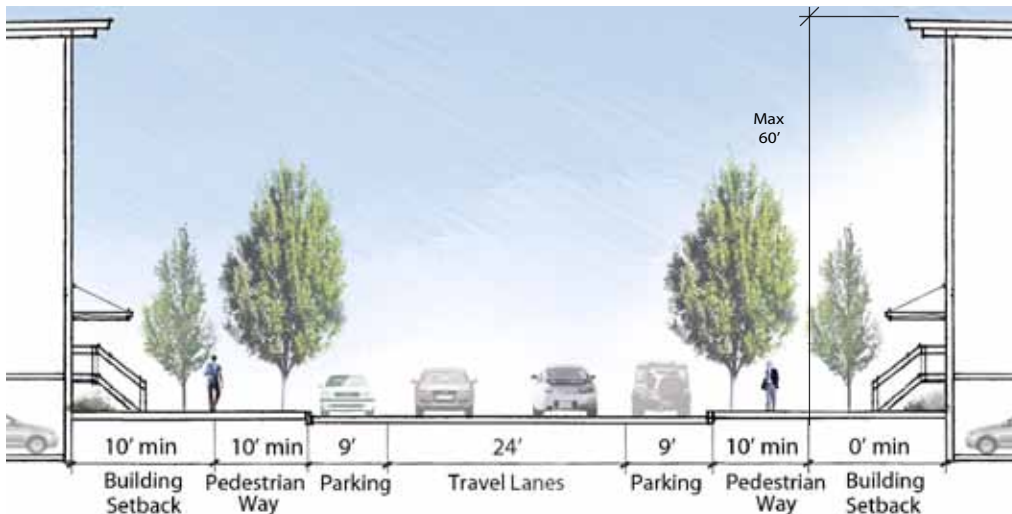 Max
60’
10’ min
10’ min
9’
24’
9’
10’ min
0’ min
Building
Setback
Pedestrian
Way
Parking
Travel Lanes
Parking
Pedestrian
Way
Building
Setback